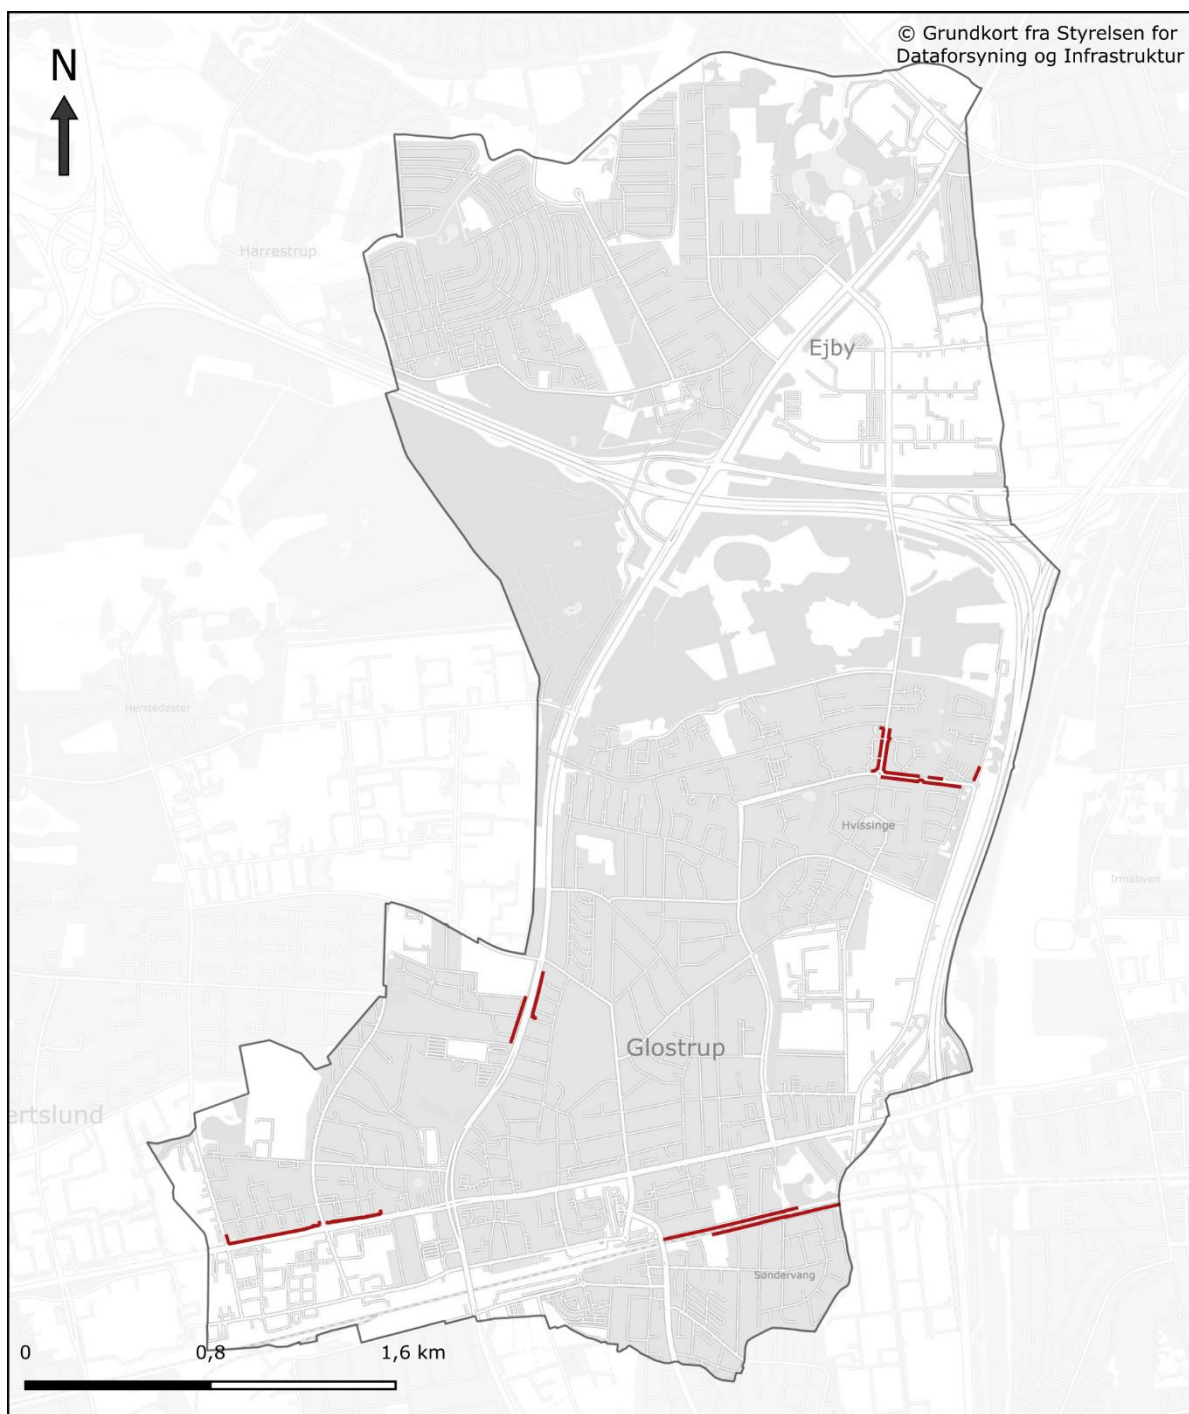 © Grundkort fra Styrelsen for
Dataforsyning og Infrastruktur
N
Harrestrup
Ejby
Herstedøster
Hvissinge
Irmabyen
Glostrup
ertslund
Søndervang
0 0,8 1,6 km